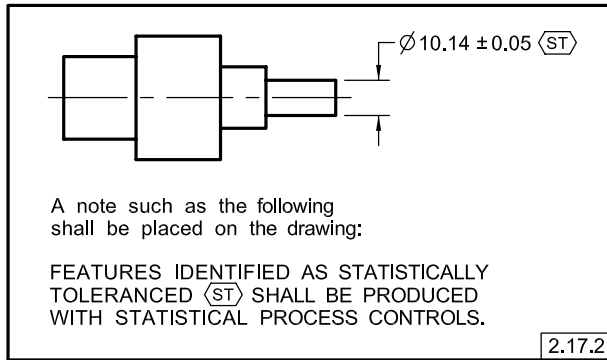 ⌀10.14 ±0.05 ST
A note such as the following
shall be placed on the drawing:
FEATURES IDENTIFIED AS STATISTICALLY
TOLERANCED ST SHALL BE PRODUCED
WITH STATISTICAL PROCESS CONTROLS.
2.17.2